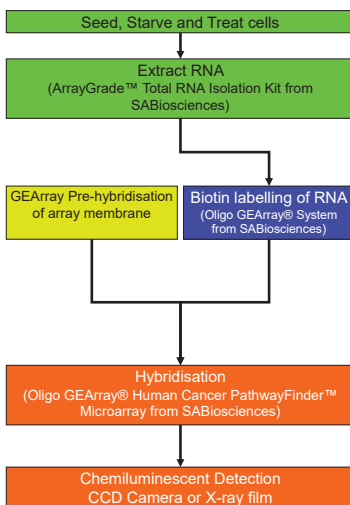 Seed, Starve and Treat cells
Extract RNA
(ArrayGrade™ Total RNA Isolation Kit from
SABiosciences)
GEArray Pre-hybridisation
of array membrane
Biotin labelling of RNA
(Oligo GEArray® System
from SABiosciences)
Hybridisation
(Oligo GEArray® Human Cancer PathwayFinder™
Microarray from SABiosciences)
Chemiluminescent Detection
CCD Camera or X-ray film